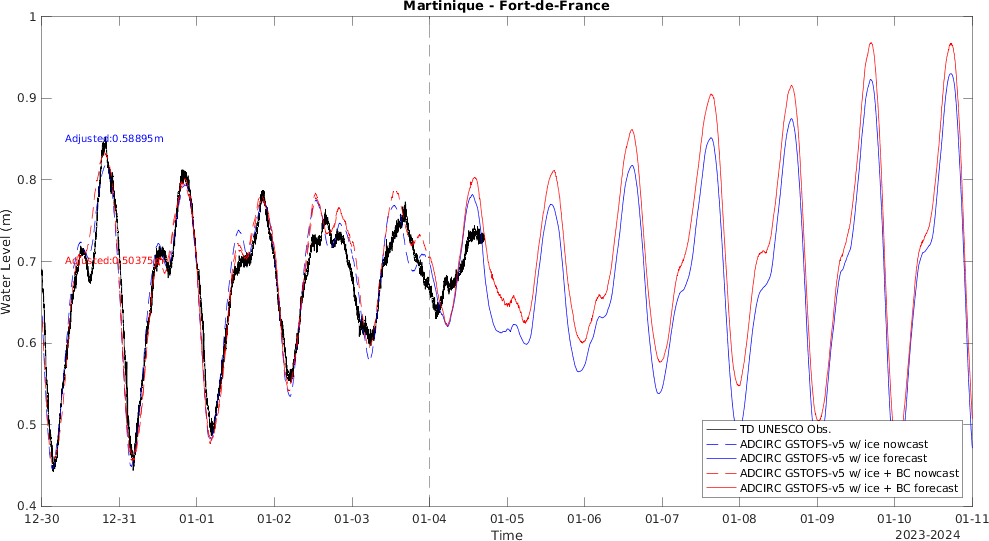 Martinique - Fort-de-France
1
0.9
0.8
0.7
0.6
0.5
0.4
Water Level (m)
Adjusted:0.58895m
Adjusted:0.50375m
TD UNESCO Obs.
ADCIRC GSTOFS-v5 w/ ice nowcast
ADCIRC GSTOFS-v5 w/ ice forecast
ADCIRC GSTOFS-v5 w/ ice + BC nowcast
ADCIRC GSTOFS-v5 w/ ice + BC forecast
12-30 12-31 01-01 01-02 01-03 01-04 01-05 01-06 01-07 01-08 01-09 01-10 01-11
Time
2023-2024